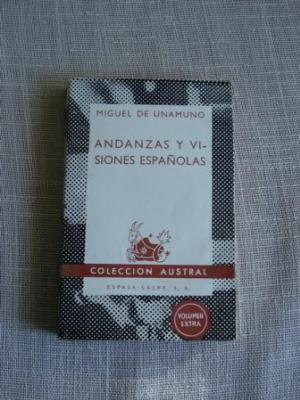 MIGUEL DE UNAMUNO
ANDANZAS Y VI-
SIONES ESPAÑOLAS
COLECCION AUSTRAL
ESPASA-CALPE, S. A.
VOLUMEN
EXTRA